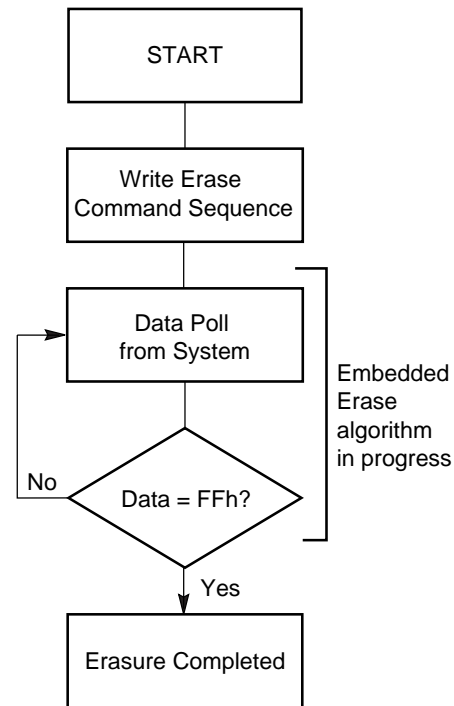 START
Write Erase
Command Sequence
Data Poll
from System
Embedded
Erase
algorithm
in progress
No
Data = FFh?
Yes
Erasure Completed